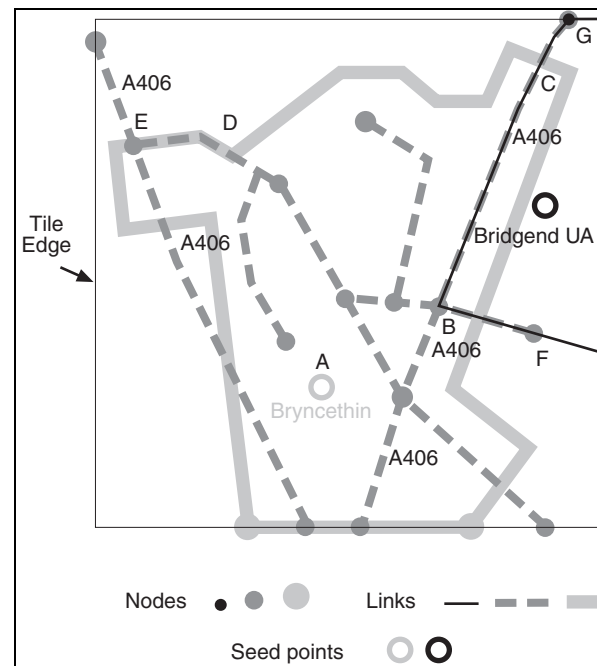 G
A406
C
E
D
A406
Tile
Edge
A406
Bridgend UA
B
A406
F
A
Bryncethin
A406
Nodes
Links
Seed points